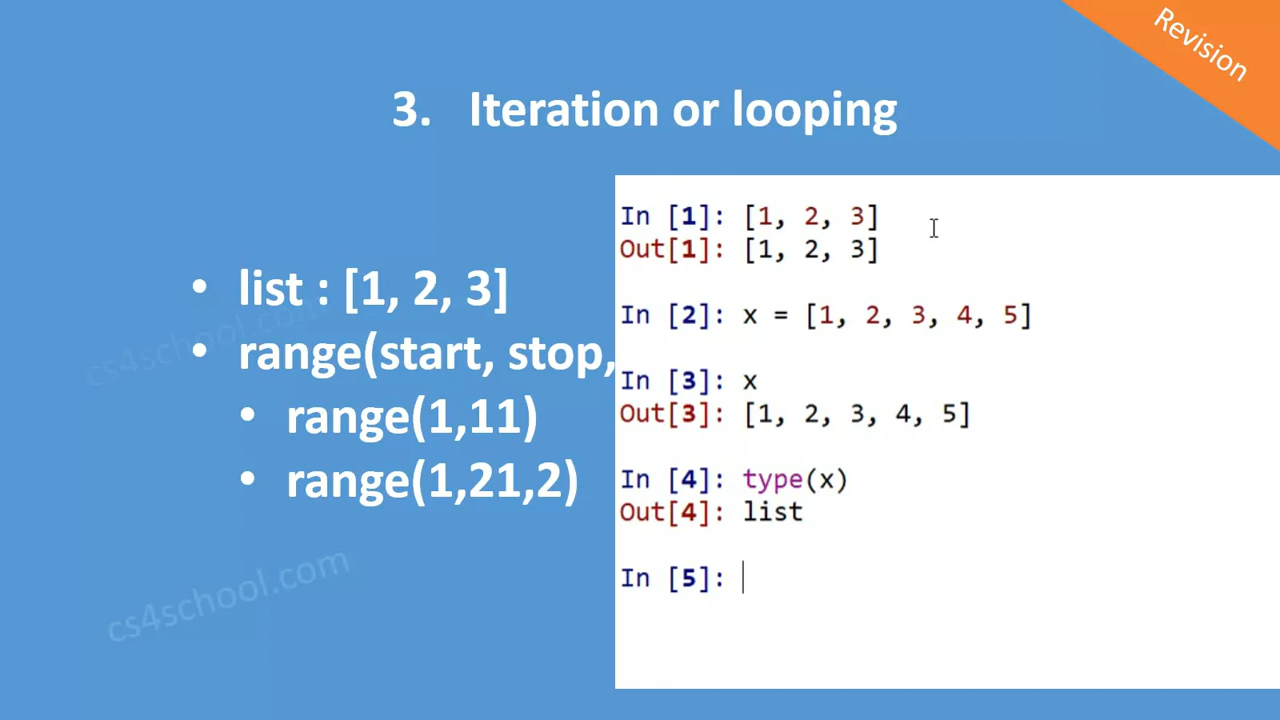 Revision
3. Iteration or looping
• list : [1, 2, 3]
• range(start, stop,
• range(1,11)
• range(1,21,2)
In [1]: [1, 2, 3]
Out[1]: [1, 2, 3]
In [2]: x = [1, 2, 3, 4, 5]
In [3]: x
Out[3]: [1, 2, 3, 4, 5]
In [4]: type(x)
Out[4]: list
In [5]:
cs4school.com
cs4school.com